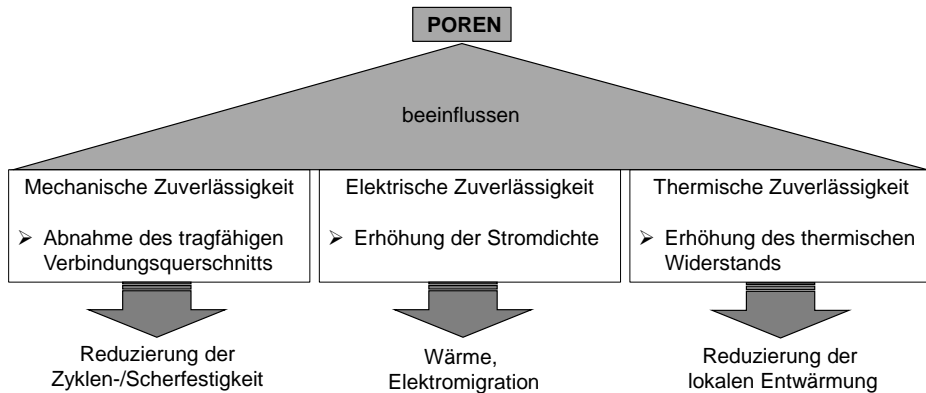 POREN
beeinflussen
Mechanische Zuverlässigkeit
➢ Abnahme des tragfähigen
Verbindungsquerschnitts
Reduzierung der
Zyklen-/Scherfestigkeit
Elektrische Zuverlässigkeit
➢ Erhöhung der Stromdichte
Wärme,
Elektromigration
Thermische Zuverlässigkeit
➢ Erhöhung des thermischen
Widerstands
Reduzierung der
lokalen Entwärmung